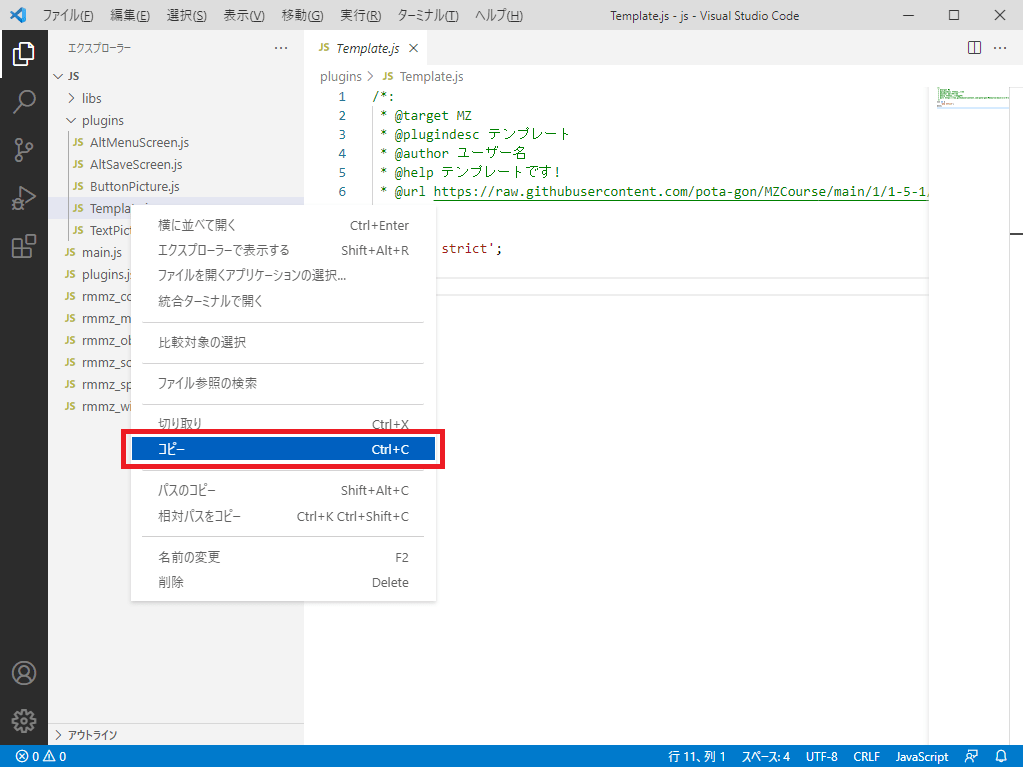 ファイル(F) 編集(E) 選択(S) 表示(V) 移動(G) 実行(R) ターミナル(T) ヘルプ(H) Template.js - js - Visual Studio Code
エクスプローラー ···
JS
libs
plugins
JS AltMenuScreen.js
JS AltSaveScreen.js
JS ButtonPicture.js
JS Templa
JS TextPict
JS main.js
JS plugins.j
JS rmmz_co
JS rmmz_m
JS rmmz_ob
JS rmmz_sc
JS rmmz_sp
JS rmmz_wi
アウトライン
JS Template.js ×
plugins > JS Template.js
1 /*:
2 * @target MZ
3 * @plugindesc テンプレート
4 * @author ユーザー名
5 * @help テンプレートです!
6 * @url https://raw.githubusercontent.com/pota-gon/MZCourse/main/1/1-5-1/
strict';
横に並べて開く Ctrl+Enter
エクスプローラーで表示する Shift+Alt+R
ファイルを開くアプリケーションの選択...
統合ターミナルで開く
比較対象の選択
ファイル参照の検索
切り取り Ctrl+X
コピー Ctrl+C
パスのコピー Shift+Alt+C
相対パスをコピー Ctrl+K Ctrl+Shift+C
名前の変更 F2
削除 Delete
0 0 行 11、列 1 スペース: 4 UTF-8 CRLF JavaScript